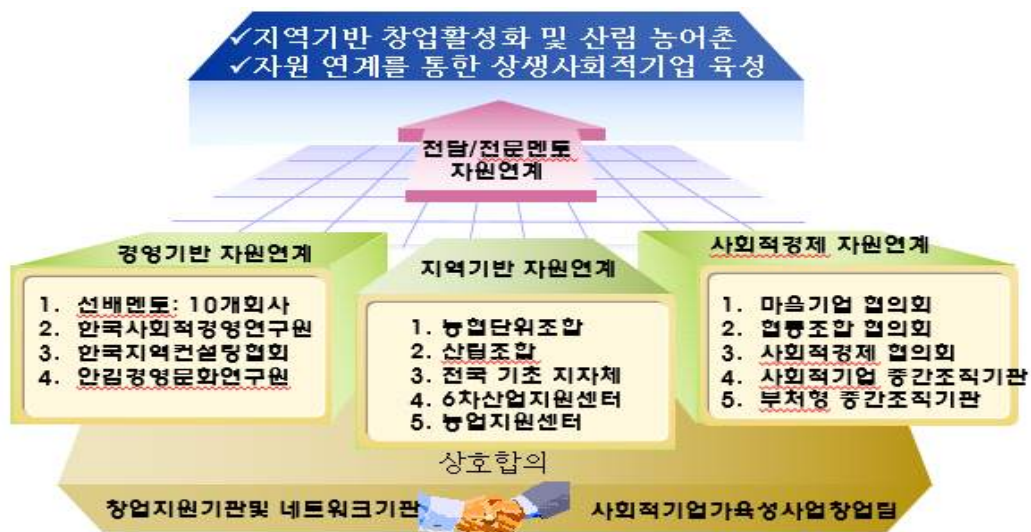 ✓지역기반 창업활성화 및 산림 농어촌
✓자원 연계를 통한 상생사회적기업 육성
전담/전문멘토
자원연계
경영기반 자원연계
1. 선배멘토: 10개회사
2. 한국사회적경영연구원
3. 한국지역컨설팅협회
4. 안김경영문화연구원
지역기반 자원연계
1. 농협단위조합
2. 산림조합
3. 전국 기초 지자체
4. 6차산업지원센터
5. 농업지원센터
사회적경제 자원연계
1. 마을기업 협의회
2. 협동조합 협의회
3. 사회적경제 협의회
4. 사회적기업 중간조직기관
5. 부처형 중간조직기관
상호합의
창업지원기관및 네트워크기관
사회적기업가육성사업창업팀